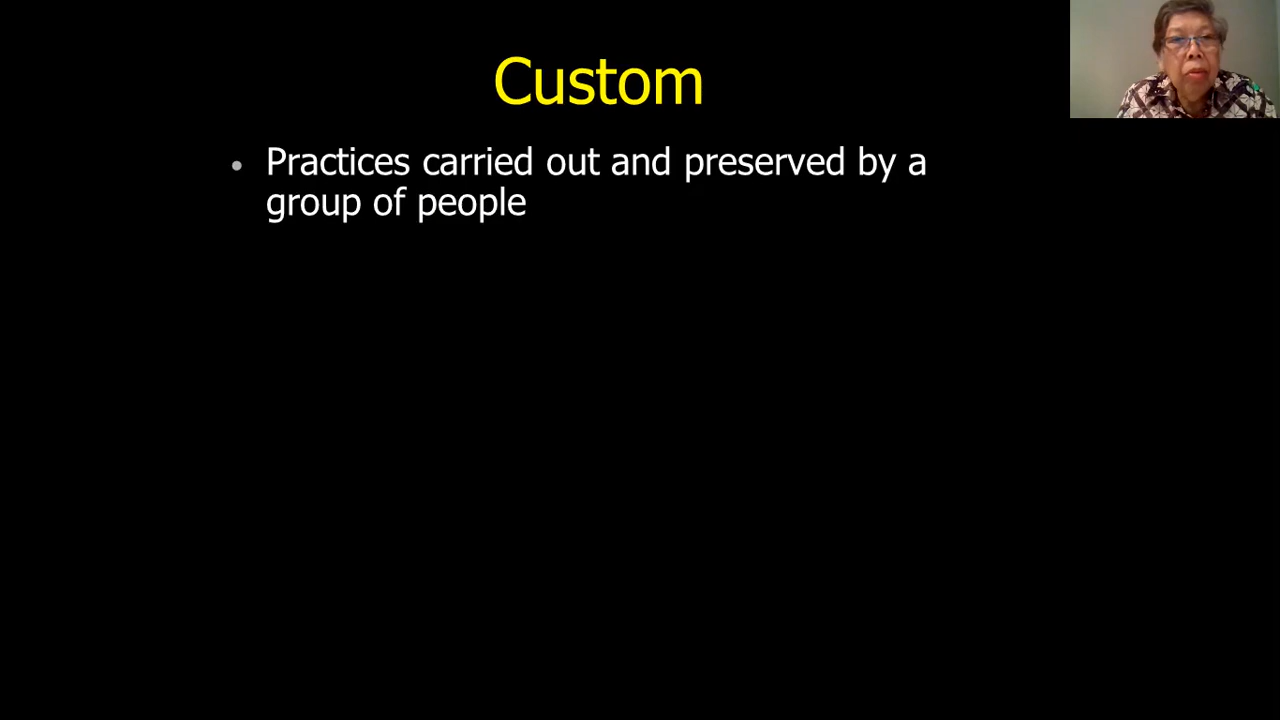 Custom
• Practices carried out and preserved by a
group of people